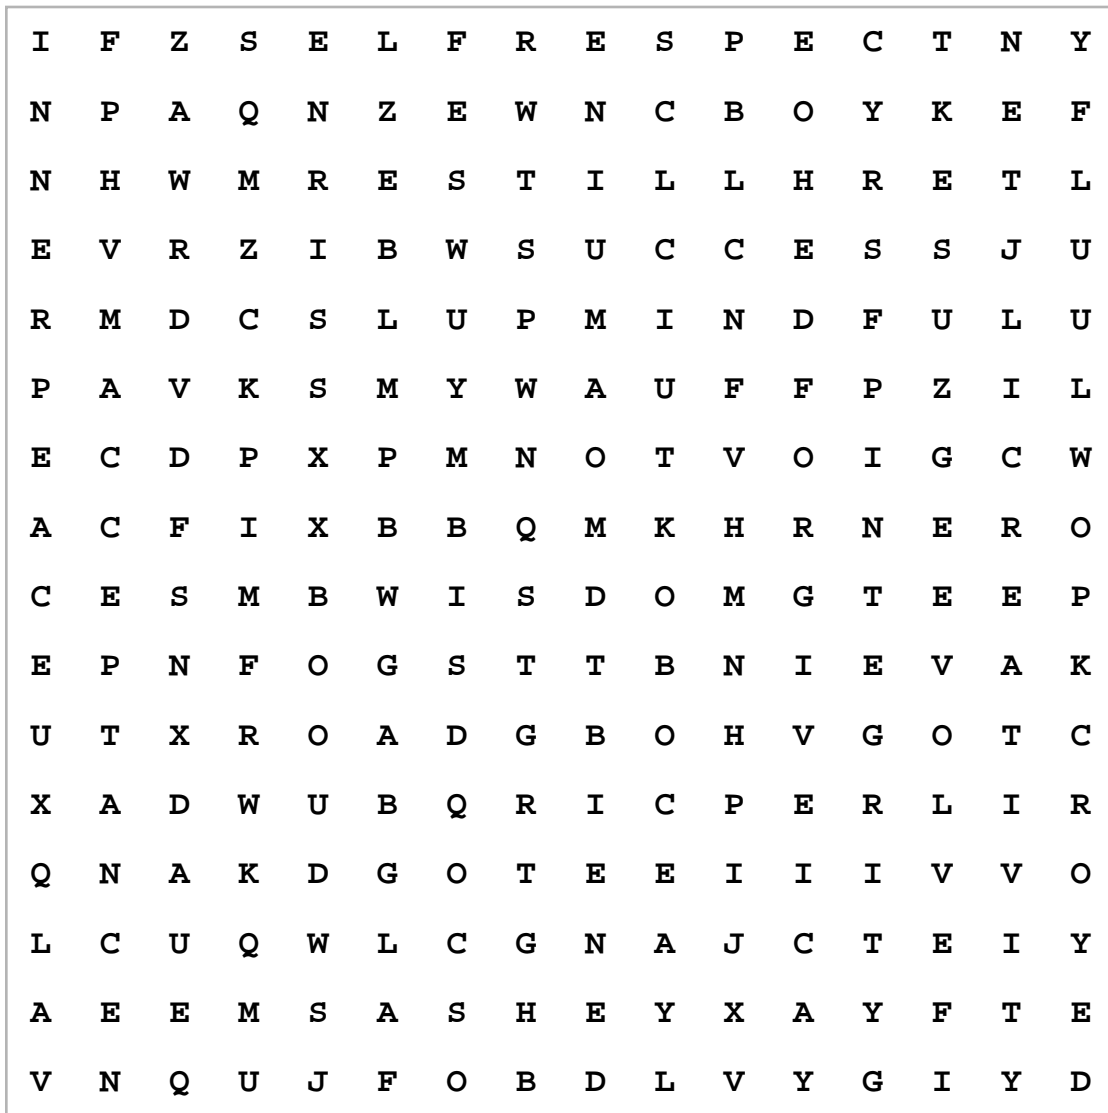 I F Z S E L F R E S P E C T N Y
N P A Q N Z E W N C B O Y K E F
N H W M R E S T I L L H R E T L
E V R Z I B W S U C C E S S J U
R M D C S L U P M I N D F U L U
P A V K S M Y W A U F F P Z I L
E C D P X P M N O T V O I G C W
A C F I X B B Q M K H R N E R O
C E S M B W I S D O M G T E E P
E P N F O G S T T B N I E V A K
U T X R O A D G B O H V G O T C
X A D W U B Q R I C P E R L I R
Q N A K D G O T E E I I I V V O
L C U Q W L C G N A J C T E I Y
A E E M S A S H E Y X A Y F T E
V N Q U J F O B D L V Y G I Y D